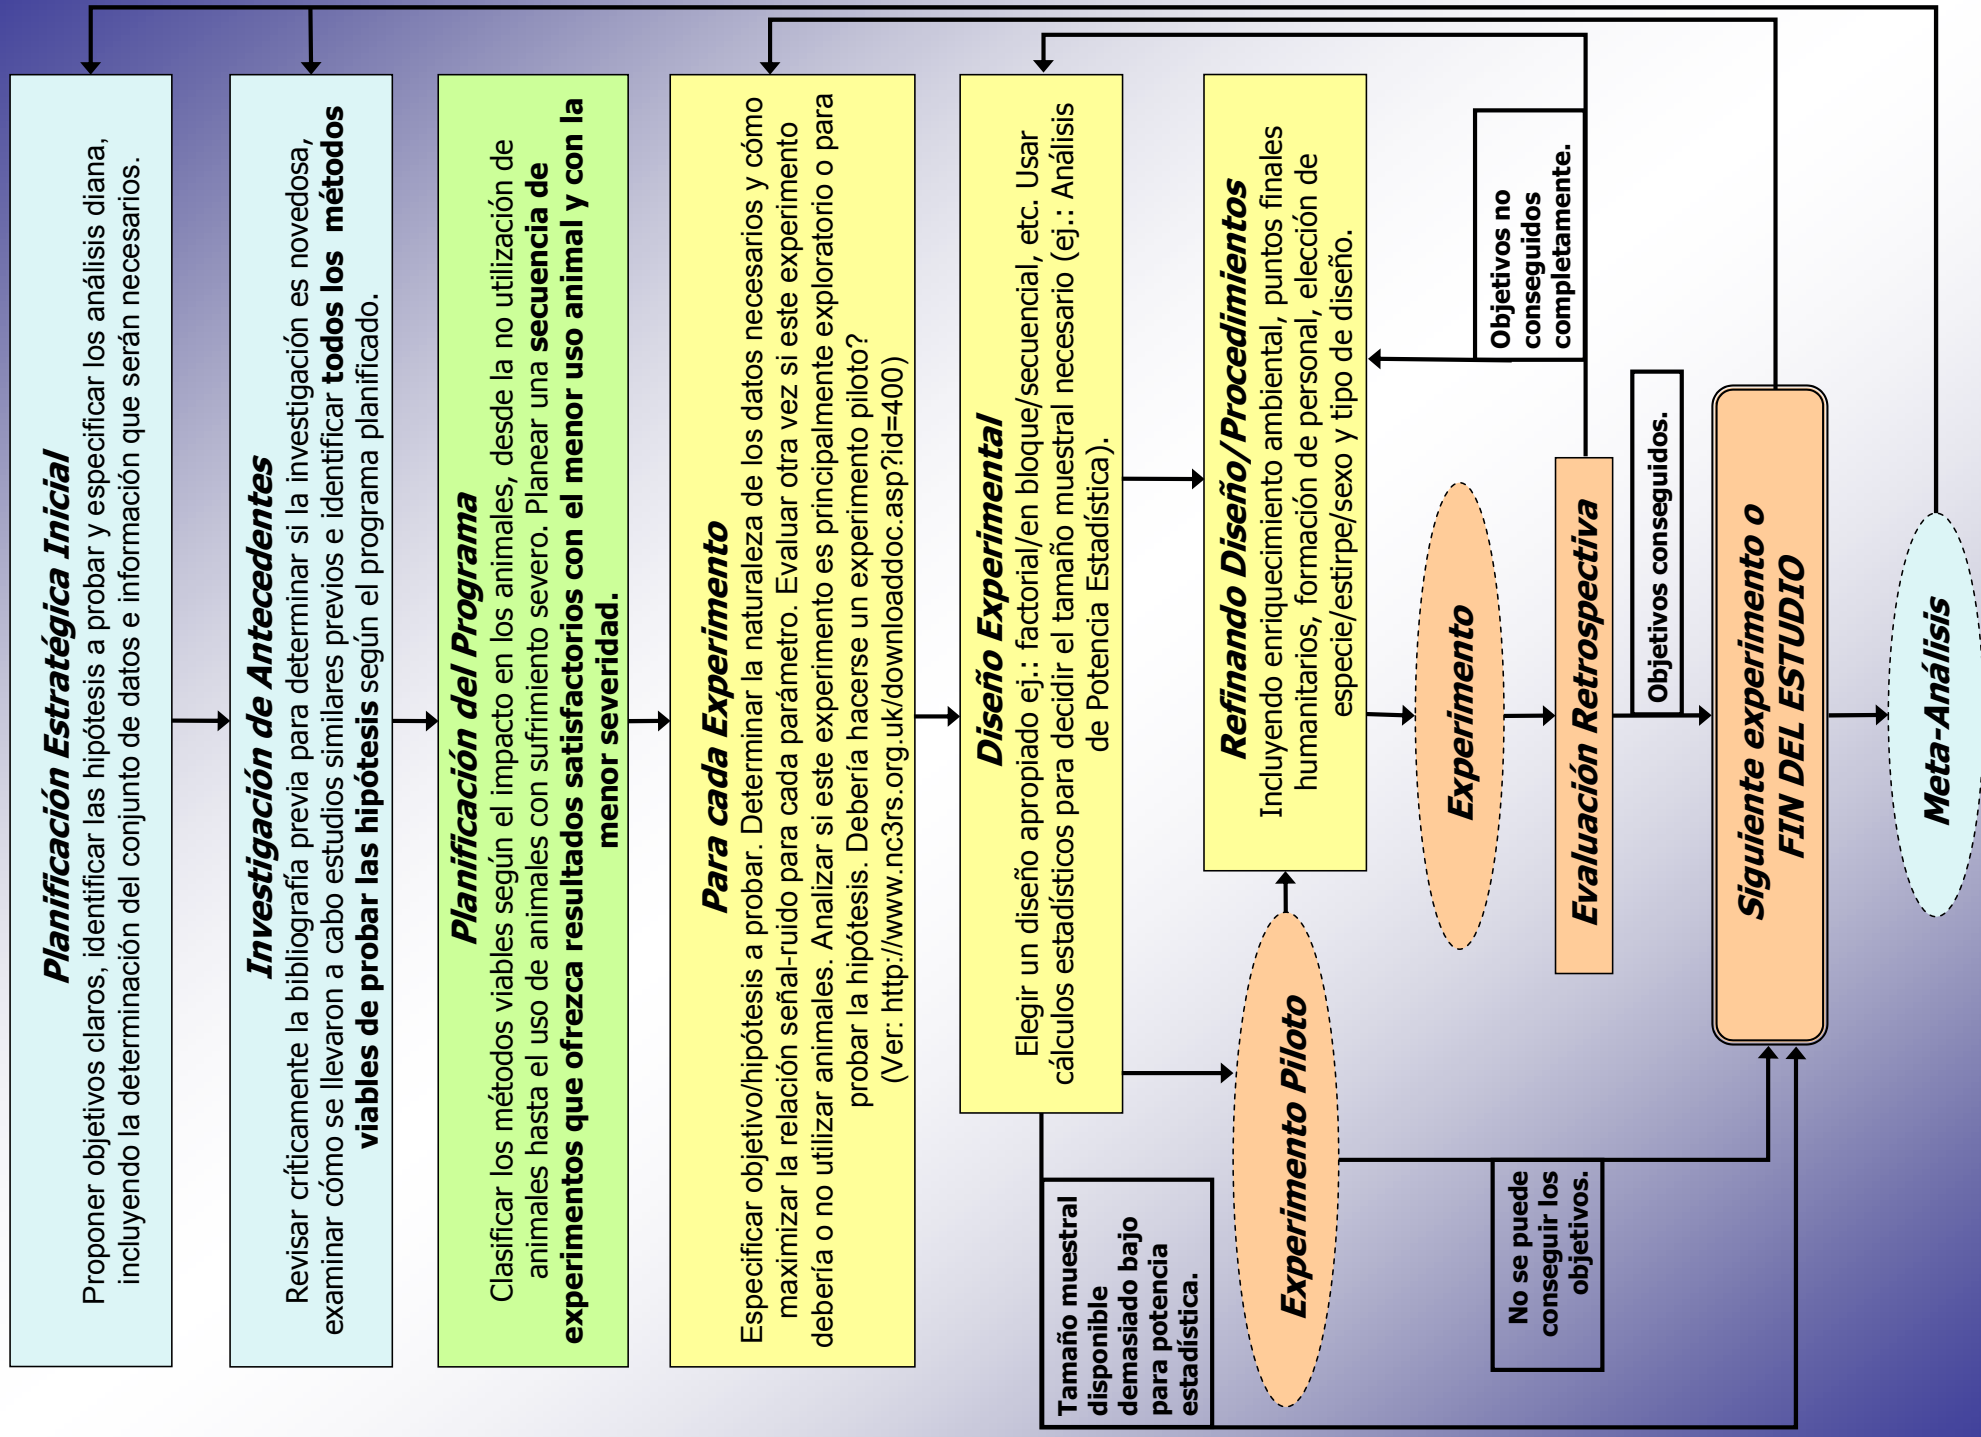 Planificación Estratégica Inicial
Proponer objetivos claros, identificar las hipótesis a probar y especificar los análisis diana,
incluyendo la determinación del conjunto de datos e información que serán necesarios.
Investigación de Antecedentes
Revisar críticamente la bibliografía previa para determinar si la investigación es novedosa,
examinar cómo se llevaron a cabo estudios similares previos e identificar todos los métodos
viables de probar las hipótesis según el programa planificado.
Planificación del Programa
Clasificar los métodos viables según el impacto en los animales, desde la no utilización de
animales hasta el uso de animales con sufrimiento severo. Planear una secuencia de
experimentos que ofrezca resultados satisfactorios con el menor uso animal y con la
menor severidad.
Para cada Experimento
Especificar objetivo/hipótesis a probar. Determinar la naturaleza de los datos necesarios y cómo
maximizar la relación señal-ruido para cada parámetro. Evaluar otra vez si este experimento
debería o no utilizar animales. Analizar si este experimento es principalmente exploratorio o para
probar la hipótesis. Debería hacerse un experimento piloto?
(Ver: http://www.nc3rs.org.uk/downloaddoc.asp?id=400)
Diseño Experimental
Elegir un diseño apropiado ej.: factorial/en bloque/secuencial, etc. Usar
cálculos estadísticos para decidir el tamaño muestral necesario (ej.: Análisis
de Potencia Estadística).
Tamaño muestral
disponible
demasiado bajo
para potencia
estadística.
Refinando Diseño/Procedimientos
Incluyendo enriquecimiento ambiental, puntos finales
humanitarios, formación de personal, elección de
especie/estirpe/sexo y tipo de diseño.
Experimento Piloto
Experimento
Objetivos no
conseguidos
completamente.
No se puede
conseguir los
objetivos.
Evaluación Retrospectiva
Objetivos conseguidos.
Siguiente experimento o
FIN DEL ESTUDIO
Meta-Análisis